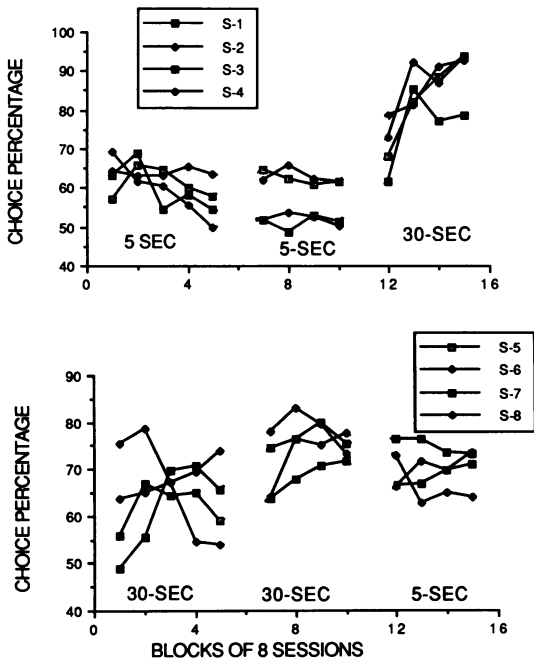 S-1
S-2
S-3
S-4
CHOICE PERCENTAGE
100
90
80
70
60
50
40
5 SEC
5-SEC
30-SEC
0
4
8
12
16
S-5
S-6
S-7
S-8
CHOICE PERCENTAGE
90
80
70
60
50
40
30-SEC
30-SEC
5-SEC
0
4
8
12
16
BLOCKS OF 8 SESSIONS